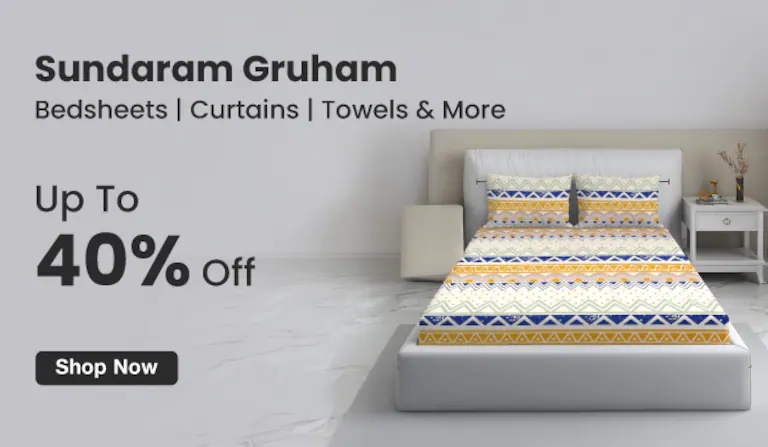 Sundaram Gruham
Bedsheets | Curtains | Towels & More
Up To
40% Off
Shop Now